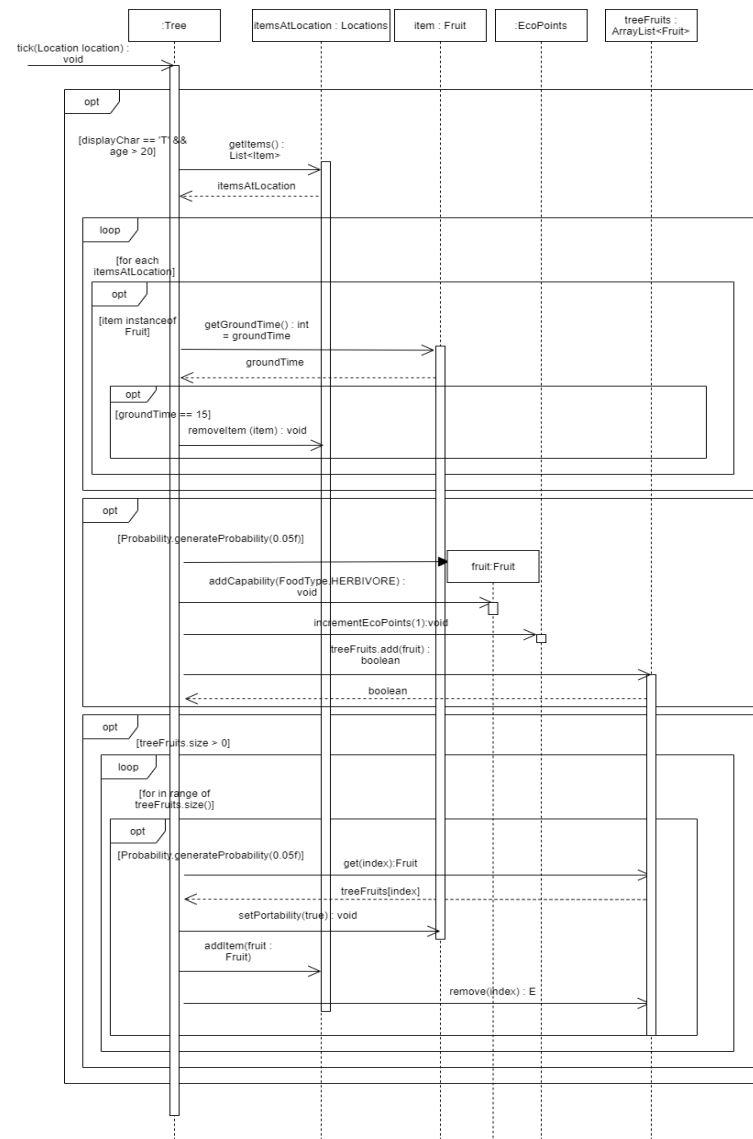 :Tree
itemsAtLocation : Locations
item : Fruit
:EcoPoints
treeFruits :
ArrayList<Fruit>
tick(Location location) :
void
opt
[displayChar == 'T' &&
age > 20]
getItems() :
List<Item>
itemsAtLocation
loop
[for each
itemsAtLocation]
opt
[item instanceof
Fruit]
getGroundTime() : int
= groundTime
groundTime
opt
[groundTime == 15]
removeItem (item) : void
opt
[Probability.generateProbability(0.05f)]
fruit:Fruit
addCapability(FoodType.HERBIVORE) :
void
incrementEcoPoints(1):void
treeFruits.add(fruit) :
boolean
boolean
opt
[treeFruits.size > 0]
loop
[for in range of
treeFruits.size()]
opt
[Probability.generateProbability(0.05f)]
get(index):Fruit
treeFruits[index]
setPortability(true) : void
addItem(fruit :
Fruit)
remove(index) : E